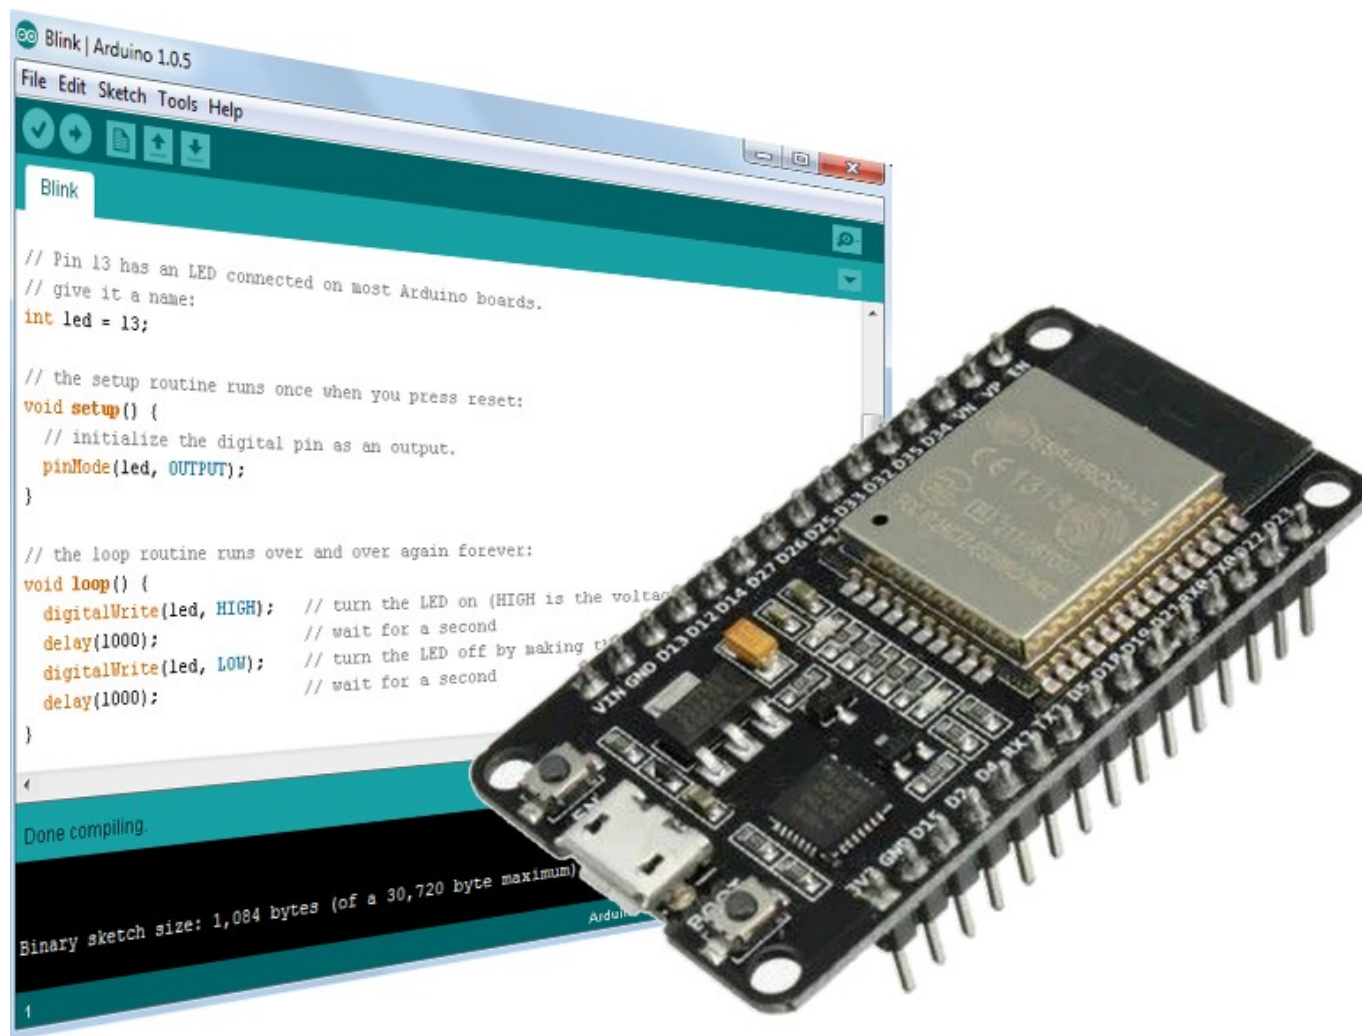 Blink | Arduino 1.0.5
File Edit Sketch Tools Help
Blink
// Pin 13 has an LED connected on most Arduino boards.
// give it a name:
int led = 13;
// the setup routine runs once when you press reset:
void setup() {
// initialize the digital pin as an output.
pinMode(led, OUTPUT);
}
// the loop routine runs over and over again forever:
void loop() {
digitalWrite(led, HIGH); // turn the LED on (HIGH is the
delay(1000); // wait for a second
digitalWrite(led, LOW); // turn the LED off by making
delay(1000); // wait for a second
}
Done compiling.
Binary sketch size: 1,084 bytes (of a 30,720 byte maximum)
1
VIN GND D13 D12 D14 D27 D26 D25 D33 D32 D35 D34 VN VP EN
ESP-WROOM-32
CE 1313
3V3 GND D15 D2 D4 RX2 TX2 D5 D18 D19 D21 RX0 TX0 D22 D23
EN
BOOT